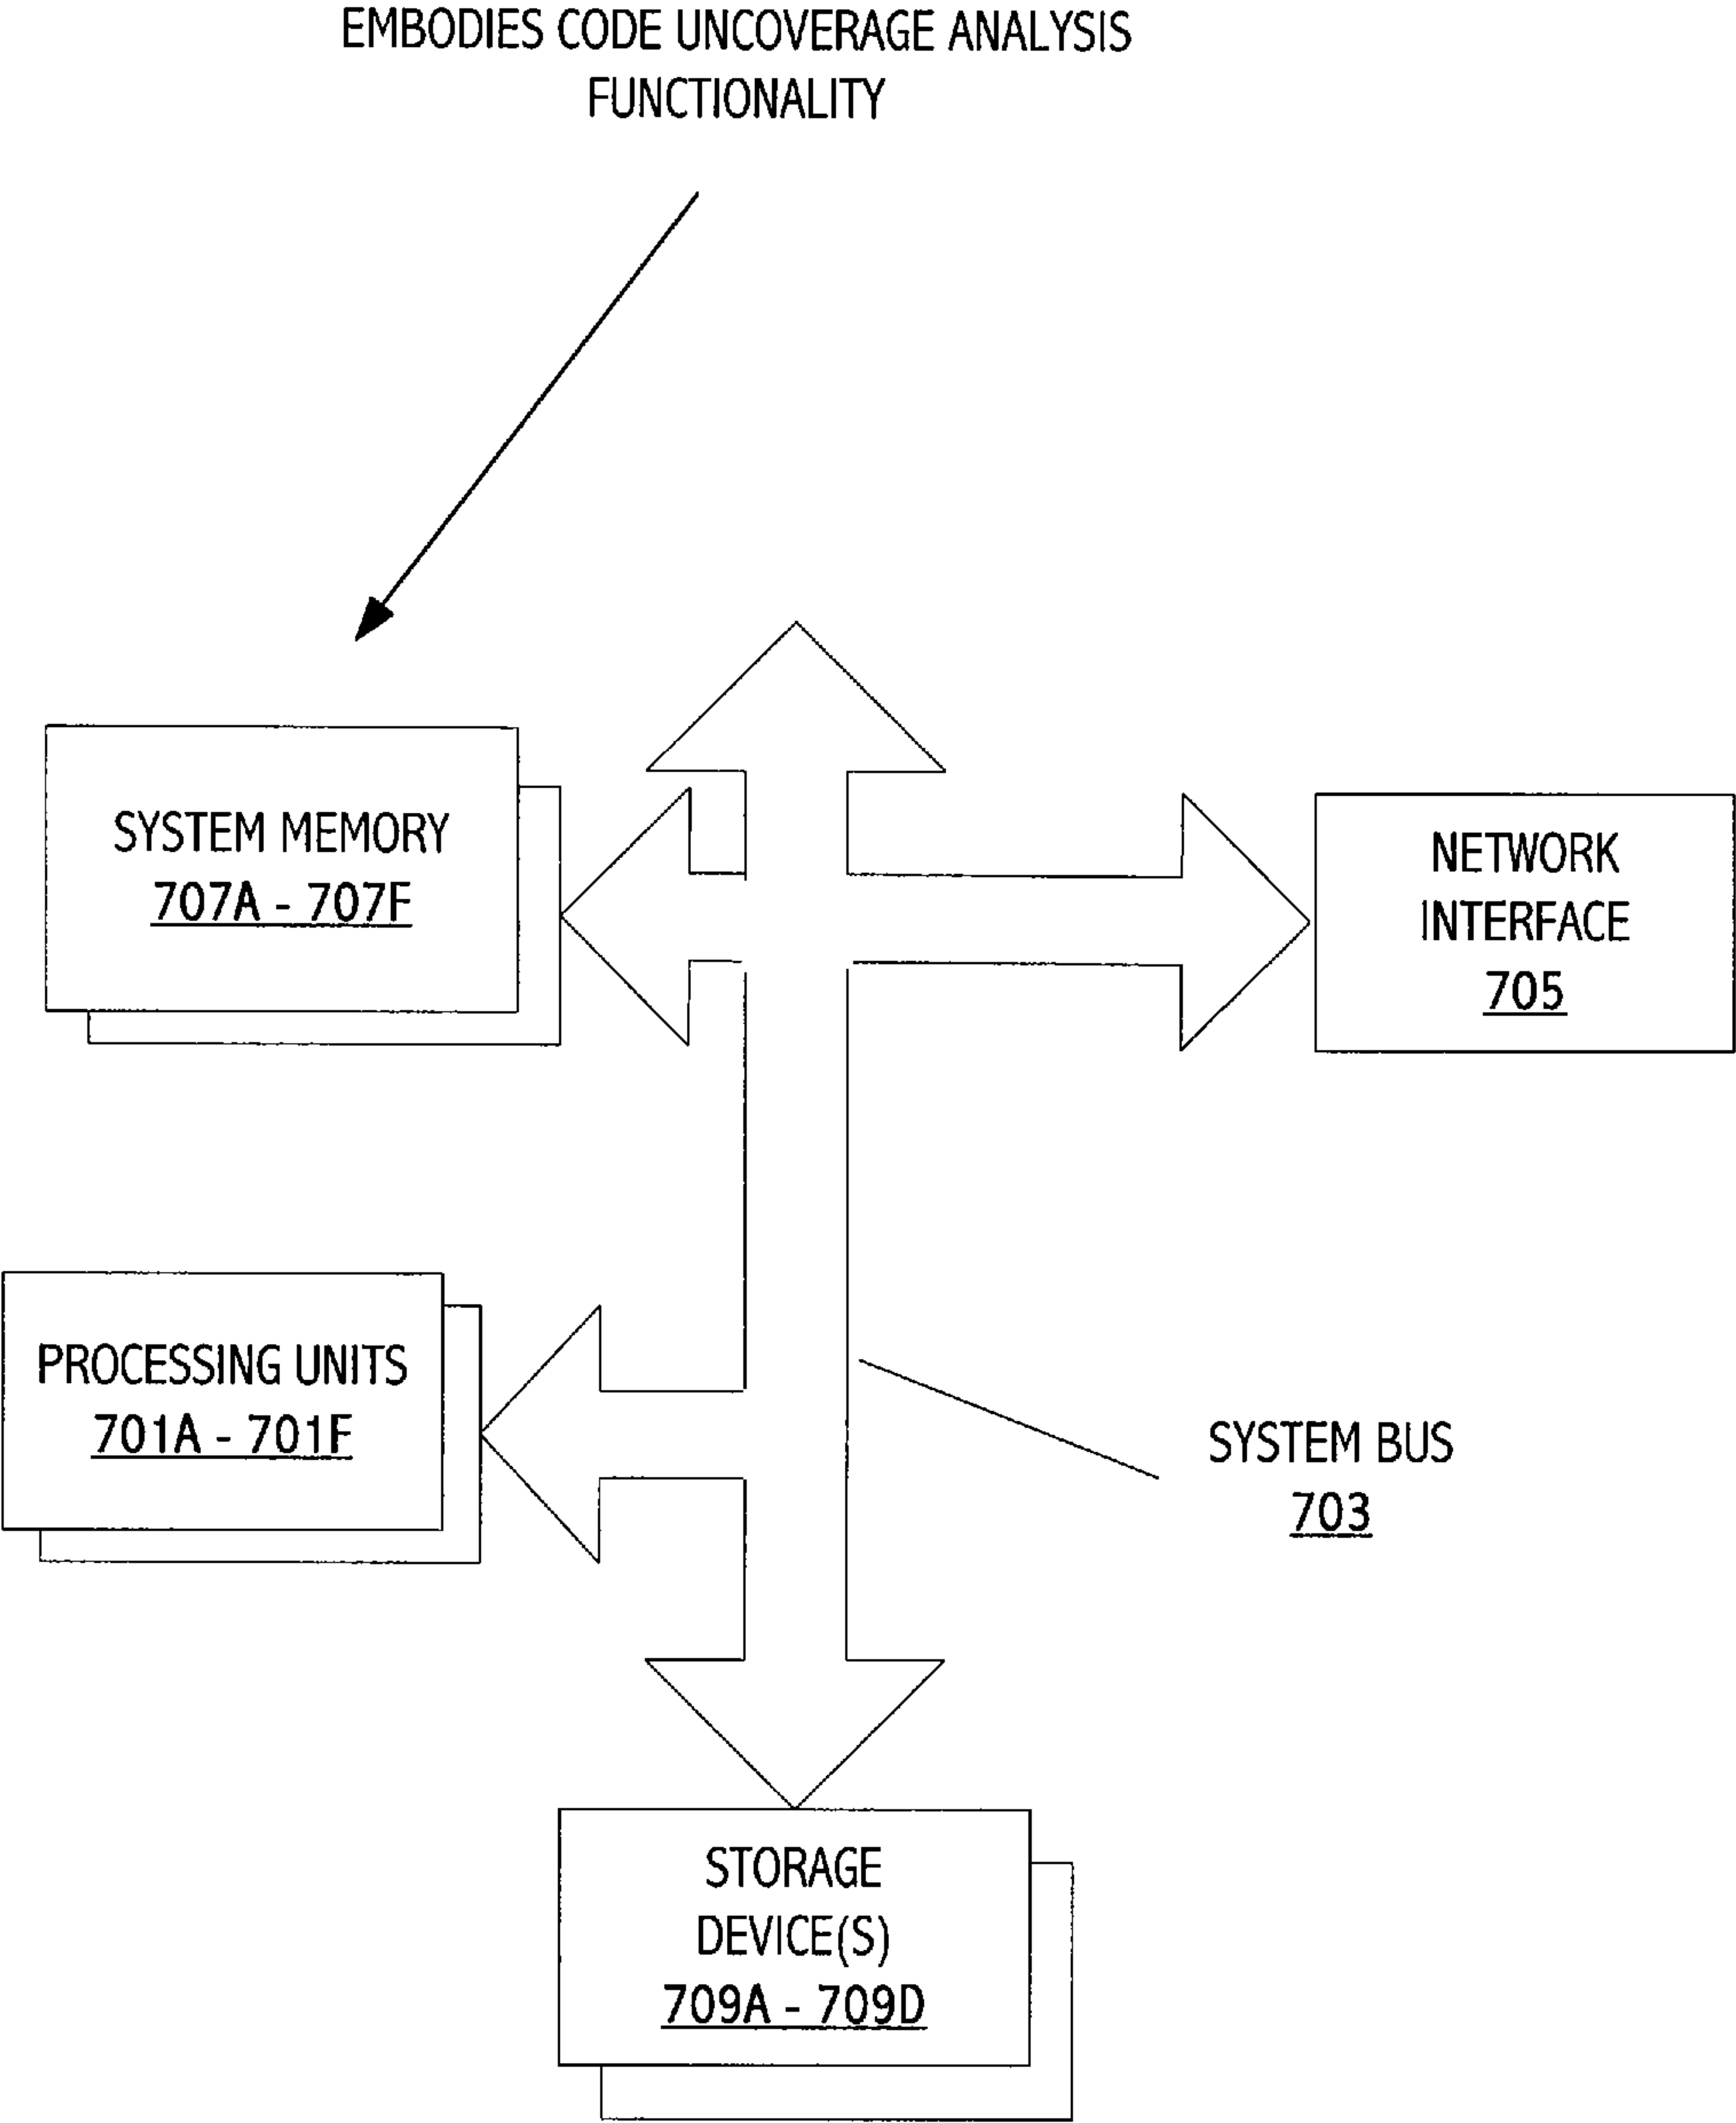 EMBODIES CODE UNCOVERAGE ANALYSIS
FUNCTIONALITY
SYSTEM MEMORY
707A - 707F
NETWORK
INTERFACE
705
PROCESSING UNITS
701A - 701F
SYSTEM BUS
703
STORAGE
DEVICE(S)
709A - 709D